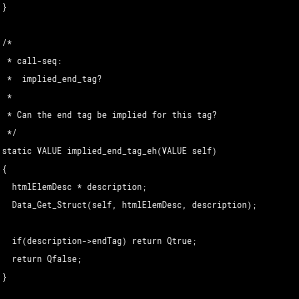 }

/*
 * call-seq:
 *  implied_end_tag?
 *
 * Can the end tag be implied for this tag?
 */
static VALUE implied_end_tag_eh(VALUE self)
{
  htmlElemDesc * description;
  Data_Get_Struct(self, htmlElemDesc, description);

  if(description->endTag) return Qtrue;
  return Qfalse;
}